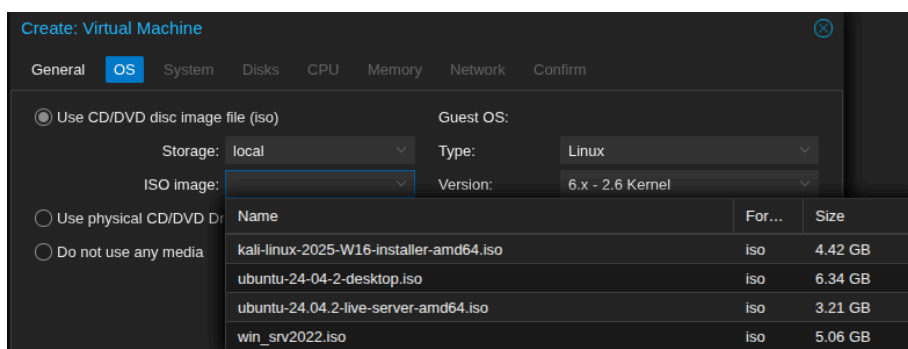 Create: Virtual Machine
General OS System Disks CPU Memory Network Confirm
Use CD/DVD disc image file (iso) Guest OS:
Storage: local Type: Linux
ISO image: Version: 6.x - 2.6 Kernel
Use physical CD/DVD Dr
Name For... Size
Do not use any media
kali-linux-2025-W16-installer-amd64.iso iso 4.42 GB
ubuntu-24-04-2-desktop.iso iso 6.34 GB
ubuntu-24.04.2-live-server-amd64.iso iso 3.21 GB
win_srv2022.iso iso 5.06 GB